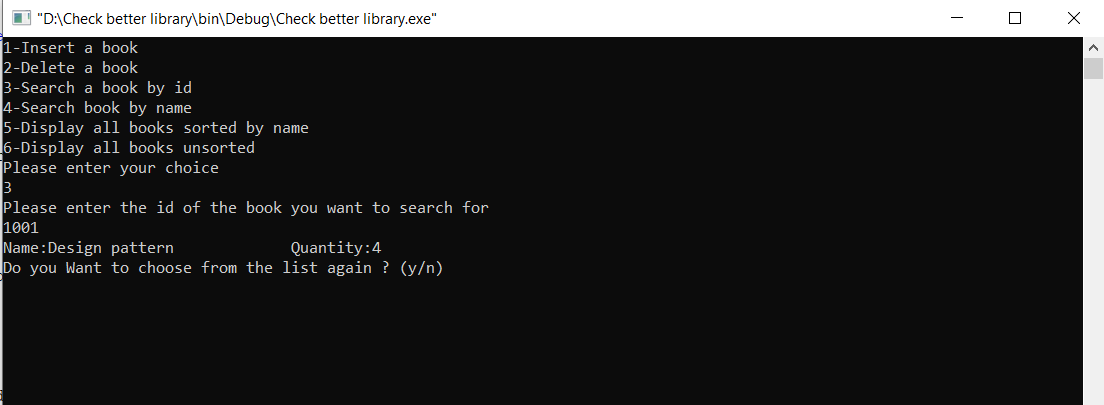 "D:\Check better library\bin\Debug\Check better library.exe"
1-Insert a book
2-Delete a book
3-Search a book by id
4-Search book by name
5-Display all books sorted by name
6-Display all books unsorted
Please enter your choice
3
Please enter the id of the book you want to search for
1001
Name:Design pattern             Quantity:4
Do you Want to choose from the list again ? (y/n)